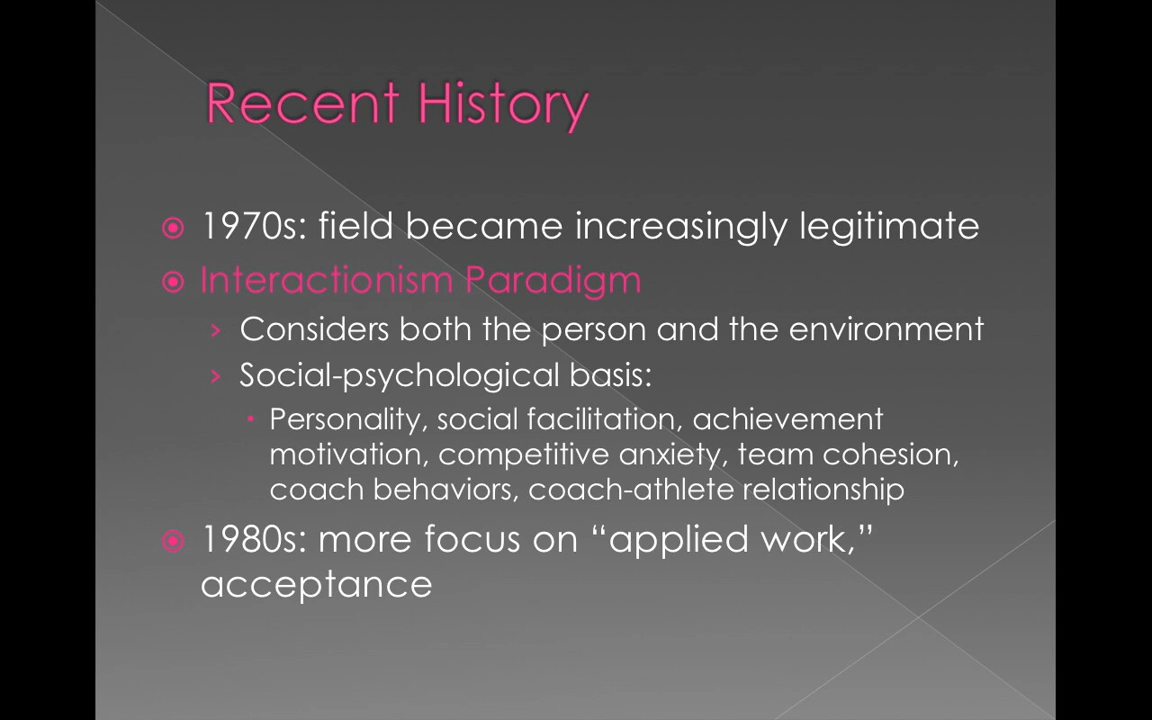 Recent History
1970s: field became increasingly legitimate
Interactionism Paradigm
Considers both the person and the environment
Social-psychological basis:
Personality, social facilitation, achievement
motivation, competitive anxiety, team cohesion,
coach behaviors, coach-athlete relationship
1980s: more focus on “applied work,”
acceptance